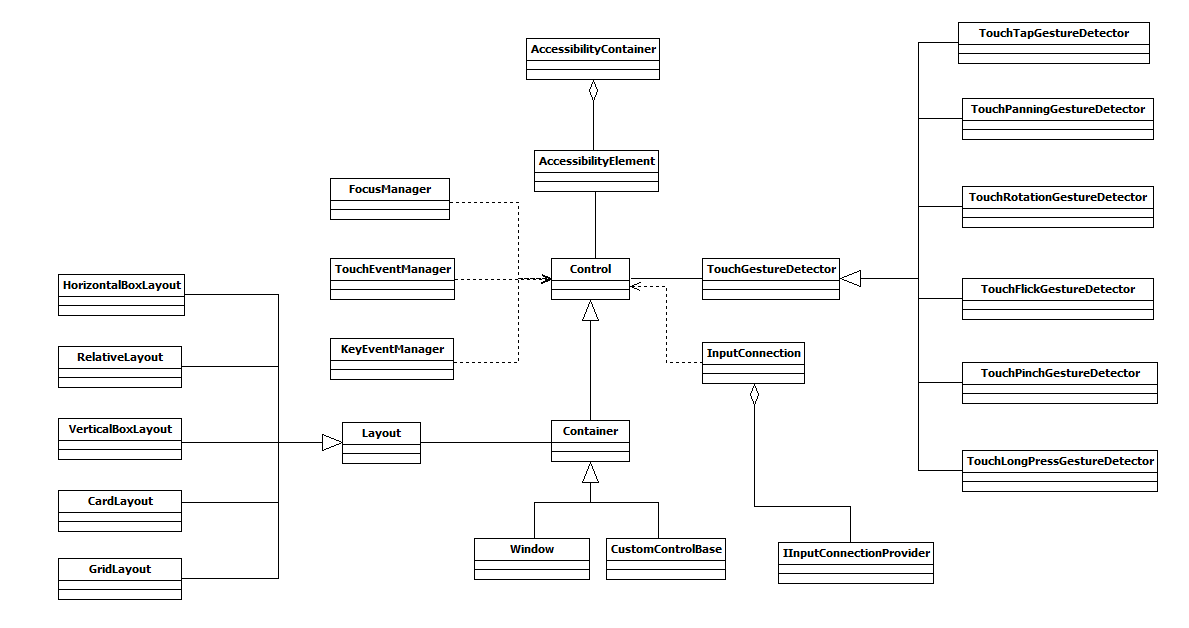 TouchTapGestureDetector
AccessibilityContainer
TouchPanningGestureDetector
AccessibilityElement
FocusManager
TouchRotationGestureDetector
TouchEventManager
Control
TouchGestureDetector
HorizontalBoxLayout
TouchFlickGestureDetector
KeyEventManager
InputConnection
RelativeLayout
TouchPinchGestureDetector
VerticalBoxLayout
Layout
Container
TouchLongPressGestureDetector
CardLayout
Window
CustomControlBase
IInputConnectionProvider
GridLayout